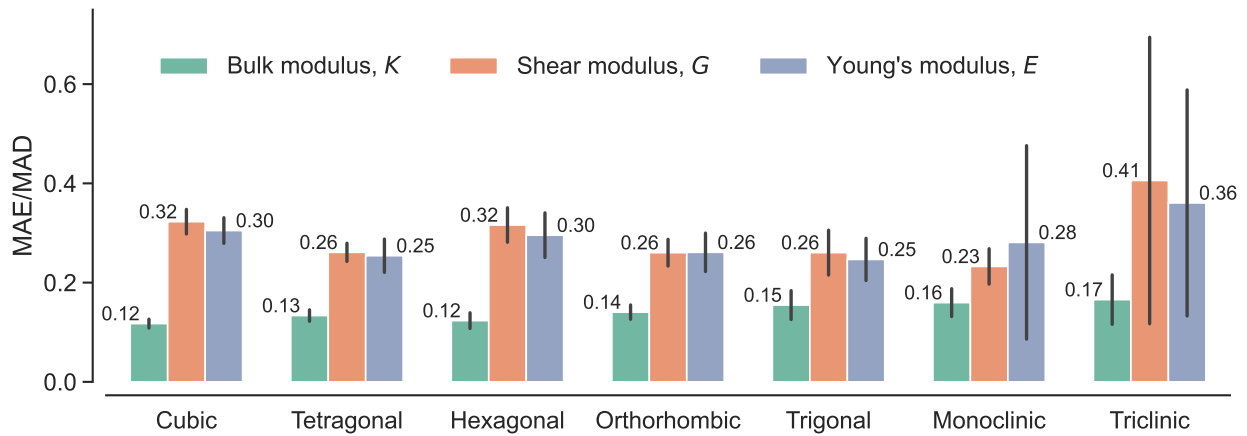 Bulk modulus, K
Shear modulus, G
Young's modulus, E
MAE/MAD
0.6
0.4
0.2
0.0
0.12
0.32
0.30
0.13
0.26
0.25
0.12
0.32
0.30
0.14
0.26
0.26
0.15
0.26
0.25
0.16
0.23
0.28
0.17
0.41
0.36
Cubic
Tetragonal
Hexagonal
Orthorhombic
Trigonal
Monoclinic
Triclinic